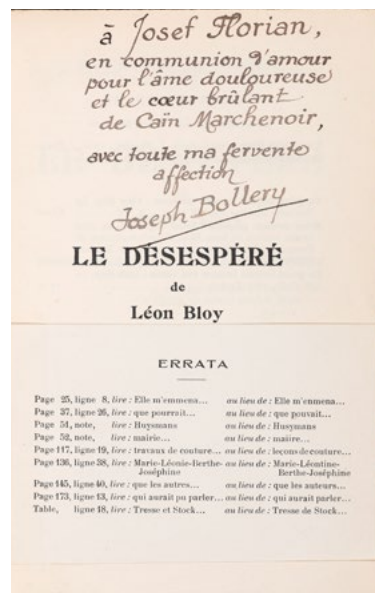 à Josef Florian,
en communion d'amour
pour l'âme douloureuse
et le cœur brûlant
de Caïn Marchenoir,
avec toute ma fervente
affection
Joseph Bollery
LE DÉSESPÉRÉ
de
Léon Bloy
ERRATA
Page 25, ligne 8, lire : Elle m'emmena... au lieu de : Elle m'enmena...
Page 37, ligne 26, lire : que pourrait... au lieu de : que pouvait...
Page 51, note, lire : Huysmans au lieu de : Husymans
Page 52, note, lire : mairie... au lieu de : maiire...
Page 117, ligne 19, lire : travaux de couture... au lieu de : leçons de couture...
Page 136, ligne 38, lire : Marie-Léonie-Berthe- au lieu de : Marie-Léontine-
Joséphine Berthe-Joséphine
Page 145, ligne 40, lire : que les autres... au lieu de : que les auteurs...
Page 173, ligne 13, lire : qui aurait pu parler... au lieu de : qui aurait parler...
Table, ligne 18, lire : Tresse et Stock... au lieu de : Tresse de Stock...